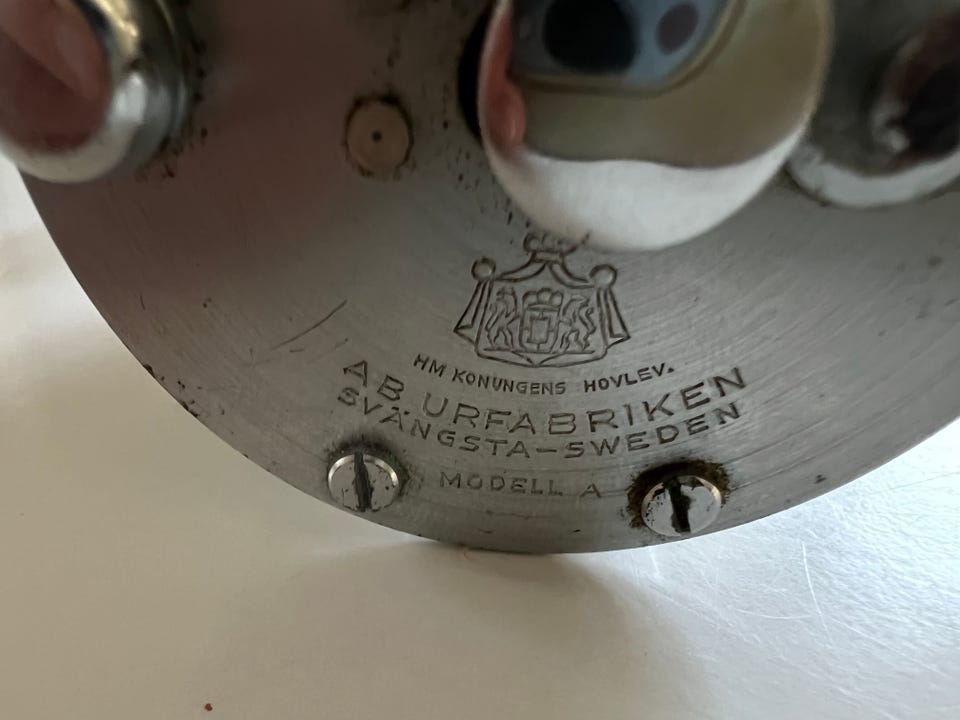 HM KONUNGENS HOVLEV.
AB URFABRIKEN
SVÄNGSTA-SWEDEN
MODELL A